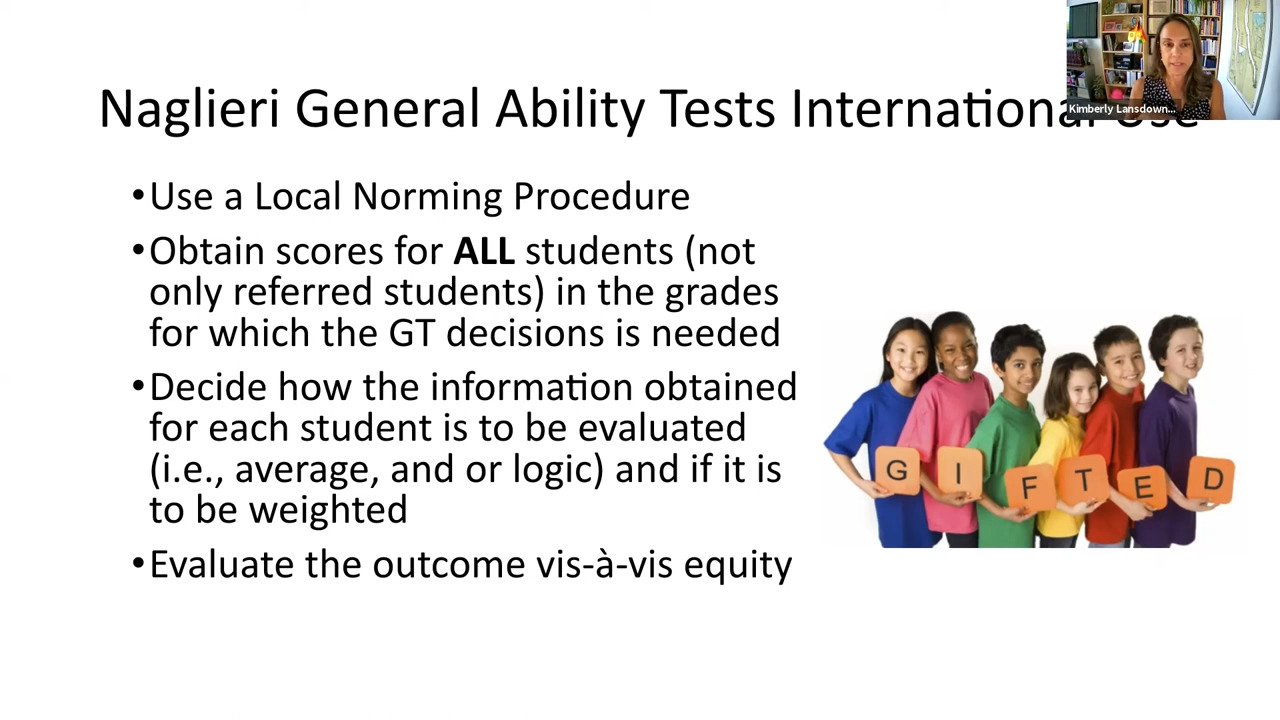 Naglieri General Ability Tests International Use
Kimberly Lansdown...
•Use a Local Norming Procedure
•Obtain scores for ALL students (not
only referred students) in the grades
for which the GT decisions is needed
•Decide how the information obtained
for each student is to be evaluated
(i.e., average, and or logic) and if it is
to be weighted
•Evaluate the outcome vis-à-vis equity
G I F T E D